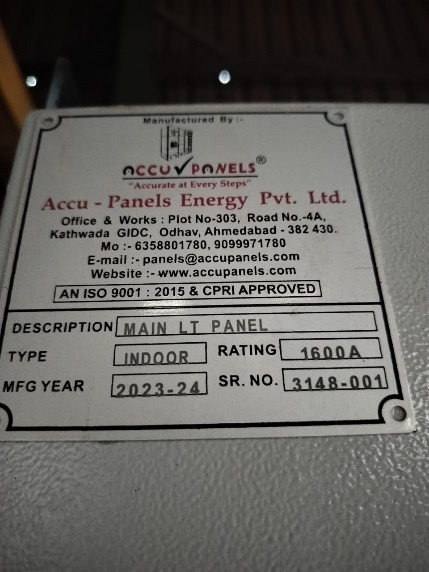 Manufactured By :-
ACCU✓PANELS®
"Accurate at Every Steps"
Accu - Panels Energy Pvt. Ltd.
Office & Works : Plot No-303, Road No.-4A,
Kathwada GIDC, Odhav, Ahmedabad - 382 430.
Mo :- 6358801780, 9099971780
E-mail :- panels@accupanels.com
Website :- www.accupanels.com
AN ISO 9001 : 2015 & CPRI APPROVED
DESCRIPTION MAIN LT PANEL
TYPE INDOOR RATING 1600A
MFG YEAR 2023-24 SR. NO. 3148-001